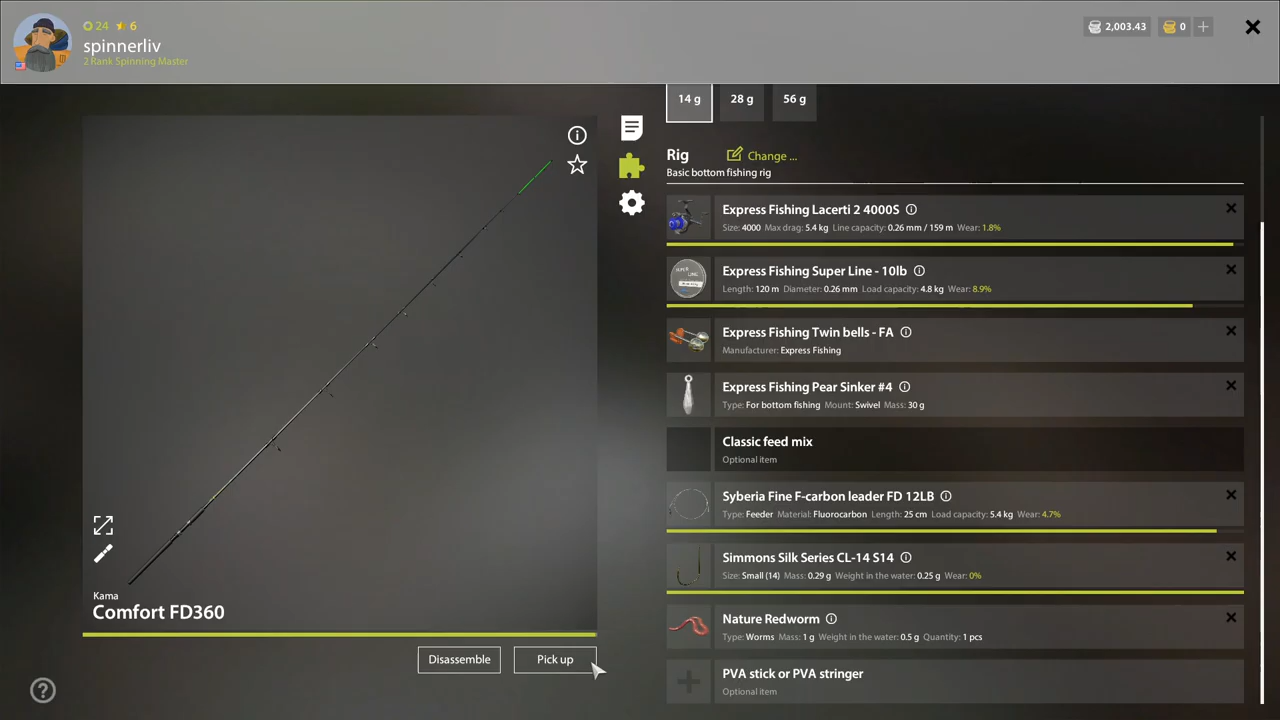 24 6
spinnerliv
2 Rank Spinning Master
2,003.43
0
14 g
28 g
56 g
Rig
Change ...
Basic bottom fishing rig
Express Fishing Lacerti 2 4000S
Size: 4000 Max drag: 5.4 kg Line capacity: 0.26 mm / 159 m Wear: 1.8%
Express Fishing Super Line - 10lb
Length: 120 m Diameter: 0.26 mm Load capacity: 4.8 kg Wear: 8.9%
Express Fishing Twin bells - FA
Manufacturer: Express Fishing
Express Fishing Pear Sinker #4
Type: For bottom fishing Mount: Swivel Mass: 30 g
Classic feed mix
Optional item
Syberia Fine F-carbon leader FD 12LB
Type: Feeder Material: Fluorocarbon Length: 25 cm Load capacity: 5.4 kg Wear: 4.7%
Simmons Silk Series CL-14 S14
Size: Small (14) Mass: 0.29 g Weight in the water: 0.25 g Wear: 0%
Nature Redworm
Type: Worms Mass: 1 g Weight in the water: 0.5 g Quantity: 1 pcs
PVA stick or PVA stringer
Optional item
Kama
Comfort FD360
Disassemble
Pick up